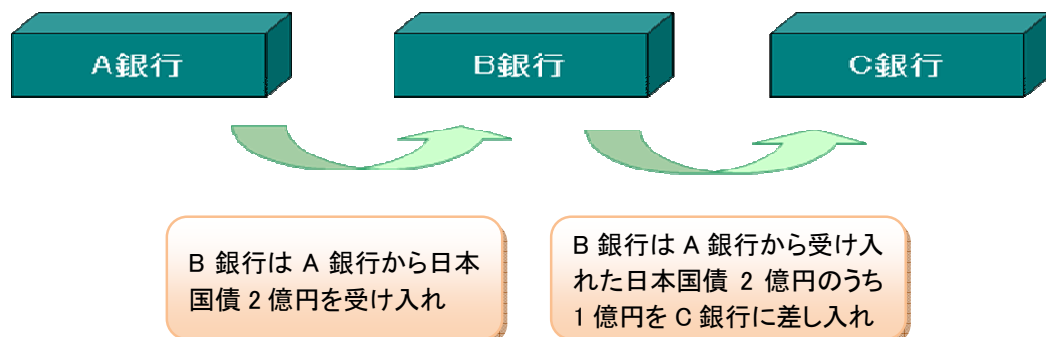 A銀行
B銀行
C銀行
B 銀行は A 銀行から日本
国債 2 億円を受け入れ
B 銀行は A 銀行から受け入
れた日本国債 2 億円のうち
1 億円を C 銀行に差し入れ